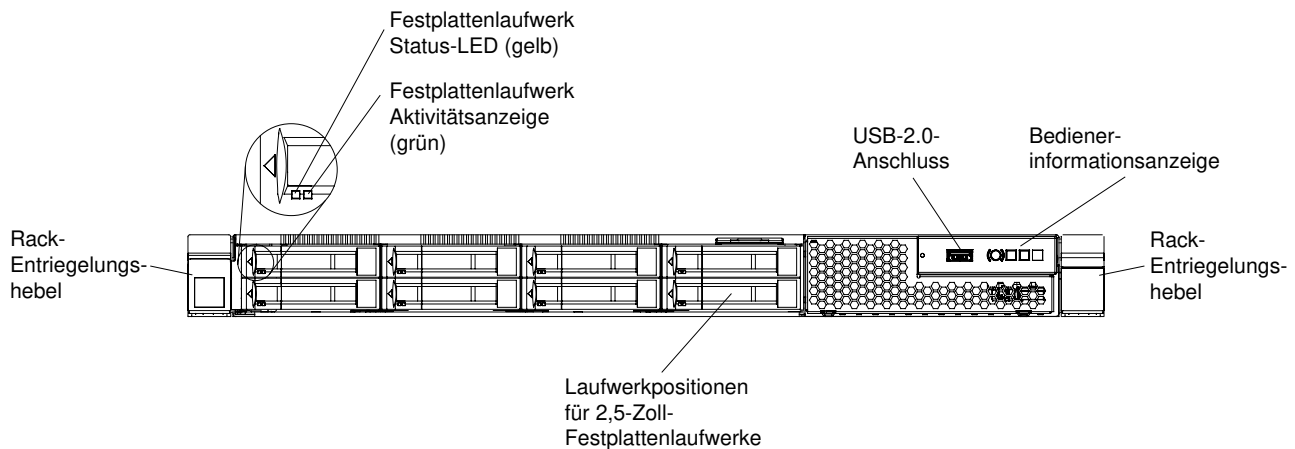 Festplattenlaufwerk
Status-LED (gelb)
Festplattenlaufwerk
Aktivitätsanzeige
(grün)
USB-2.0-
Anschluss
Bediener-
informationsanzeige
Rack-
Entriegelungs-
hebel
Rack-
Entriegelungs-
hebel
Laufwerkpositionen
für 2,5-Zoll-
Festplattenlaufwerke